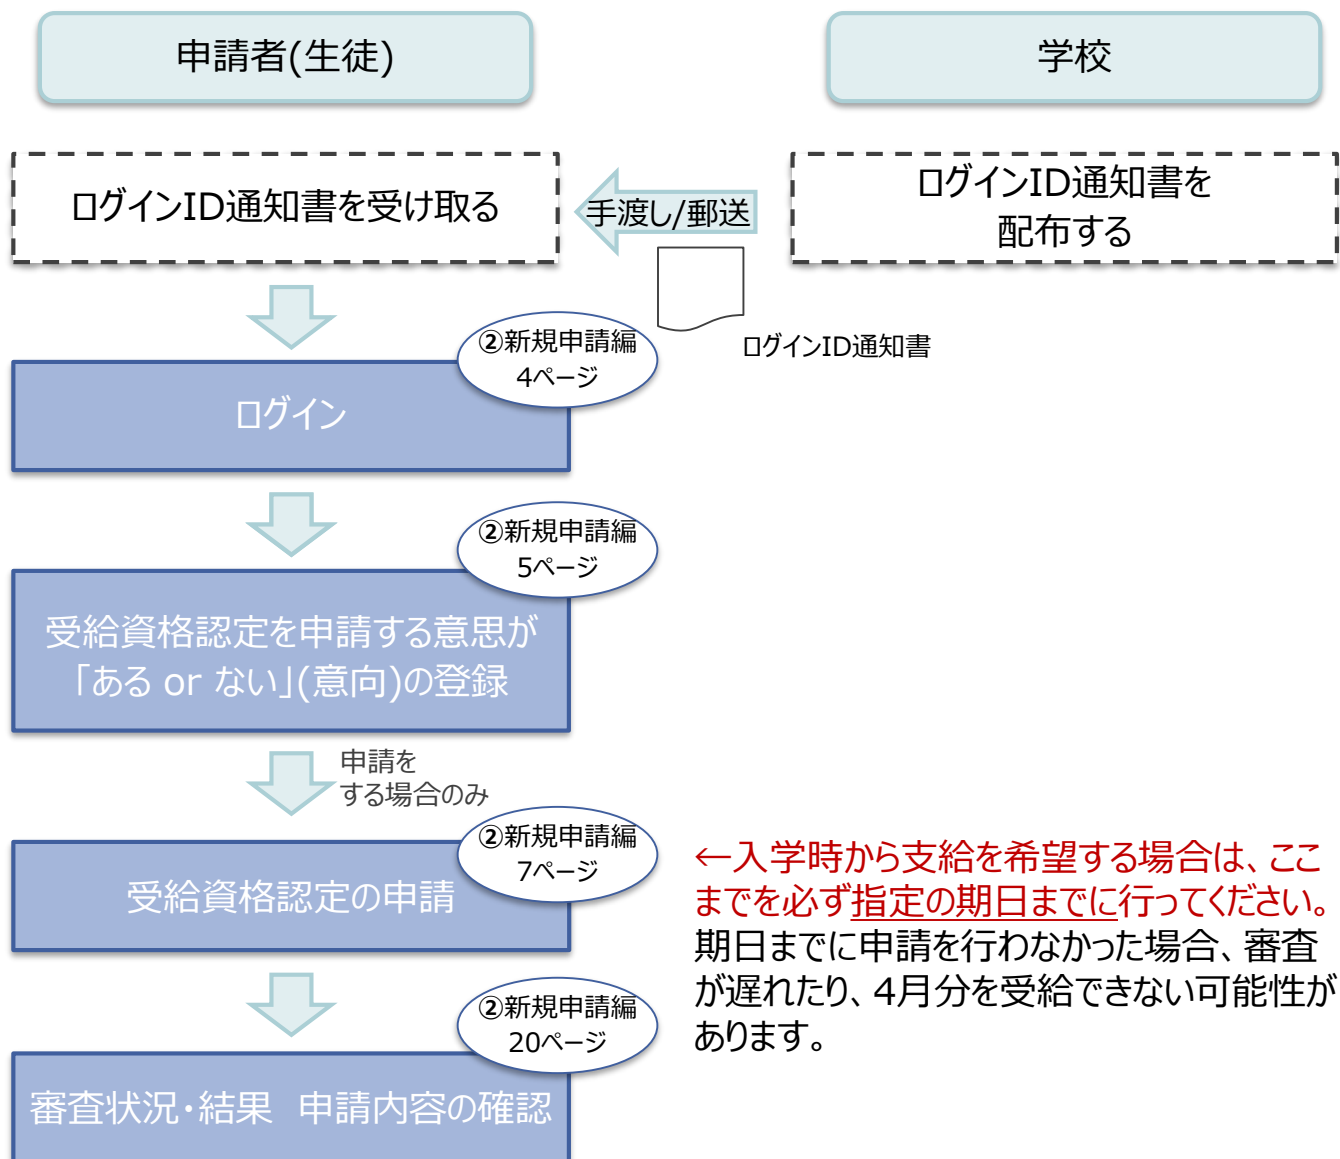 申請者(生徒)
学校
ログインID通知書を受け取る
手渡し/郵送
ログインID通知書を
配布する
ログインID通知書
②新規申請編
4ページ
ログイン
②新規申請編
5ページ
受給資格認定を申請する意思が
「ある or ない」(意向)の登録
申請を
する場合のみ
②新規申請編
7ページ
受給資格認定の申請
←入学時から支給を希望する場合は、ここ
までを必ず指定の期日までに行ってください。
期日までに申請を行わなかった場合、審査
が遅れたり、4月分を受給できない可能性が
あります。
②新規申請編
20ページ
審査状況・結果　申請内容の確認